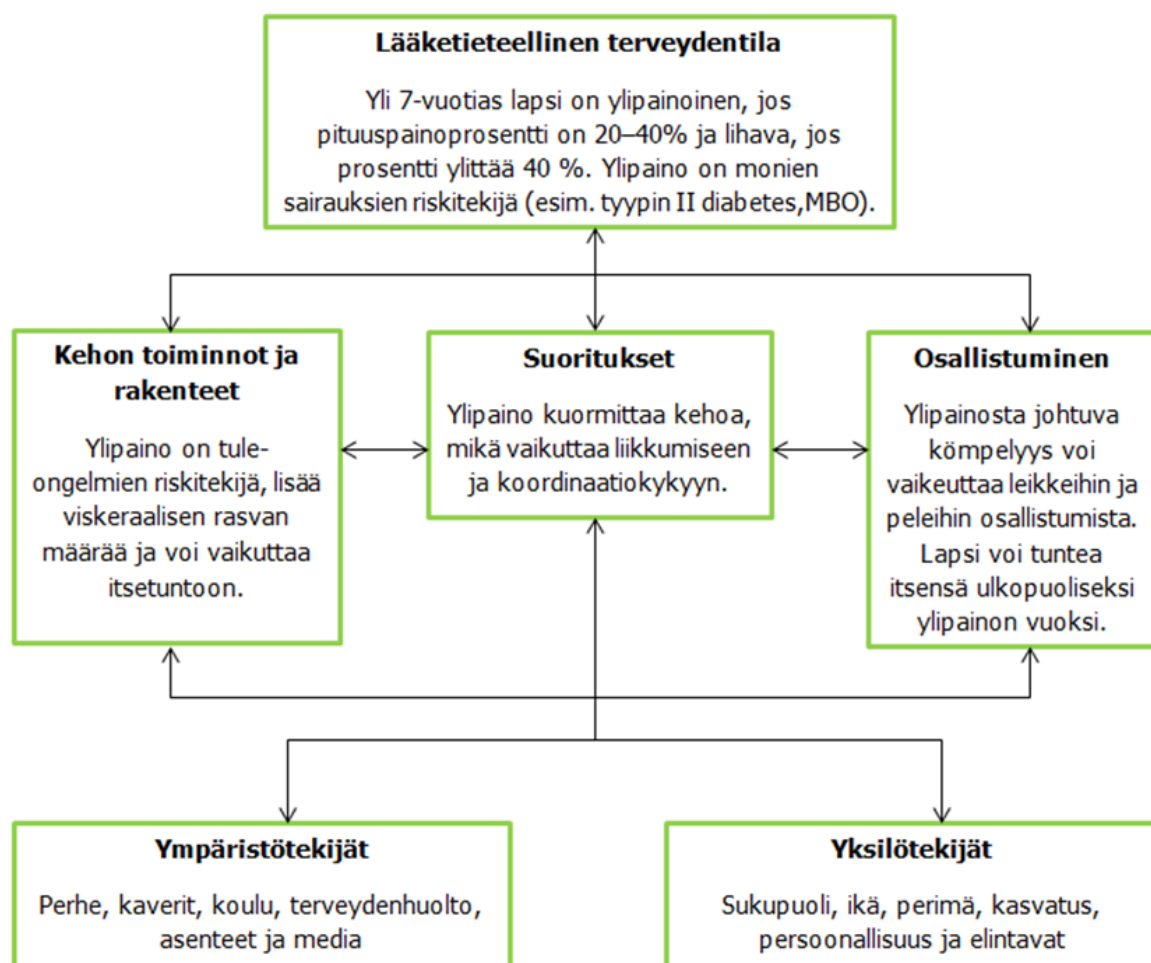 Lääketieteellinen terveydentila
Yli 7-vuotias lapsi on ylipainoinen, jos
pituuspainoprosentti on 20–40% ja lihava, jos
prosentti ylittää 40 %. Ylipaino on monien
sairauksien riskitekijä (esim. tyypin II diabetes,MBO).
Kehon toiminnot ja
rakenteet
Ylipaino on tule-
ongelmien riskitekijä, lisää
viskeraalisen rasvan
määrää ja voi vaikuttaa
itsetuntoon.
Suoritukset
Ylipaino kuormittaa kehoa,
mikä vaikuttaa liikkumiseen
ja koordinaatiokykyyn.
Osallistuminen
Ylipainosta johtuva
kömpelyys voi
vaikeuttaa leikkeihin ja
peleihin osallistumista.
Lapsi voi tuntea
itsensä ulkopuoliseksi
ylipainon vuoksi.
Ympäristötekijät
Perhe, kaverit, koulu, terveydenhuolto,
asenteet ja media
Yksilötekijät
Sukupuoli, ikä, perimä, kasvatus,
persoonallisuus ja elintavat